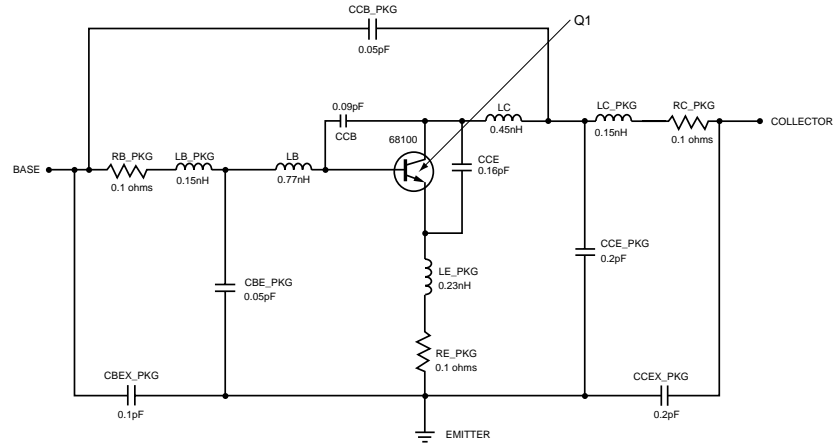 CCB_PKG
0.05pF
Q1
0.09pF
CCB
68100
LC
0.45nH
LC_PKG
0.15nH
RC_PKG
0.1 ohms
COLLECTOR
BASE
RB_PKG
0.1 ohms
LB_PKG
0.15nH
LB
0.77nH
CCE
0.16pF
CCE_PKG
0.2pF
CBE_PKG
0.05pF
LE_PKG
0.23nH
RE_PKG
0.1 ohms
CBEX_PKG
0.1pF
CCEX_PKG
0.2pF
EMITTER